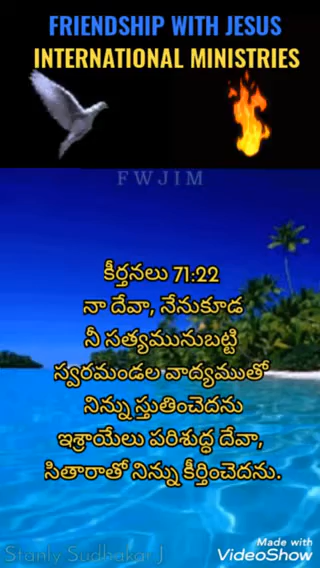 FRIENDSHIP WITH JESUS
INTERNATIONAL MINISTRIES
FWJIM
కీర్తనలు 71:22
నా దేవా, నేనుకూడ
నీ సత్యమునుబట్టి
స్వరమండల వాద్యముతో
నిన్ను స్తుతించెదను
ఇశ్రాయేలు పరిశుద్ధ దేవా,
సితారాతో నిన్ను కీర్తించెదను.
Made with
VideoShow
Stanly Sudhakar J